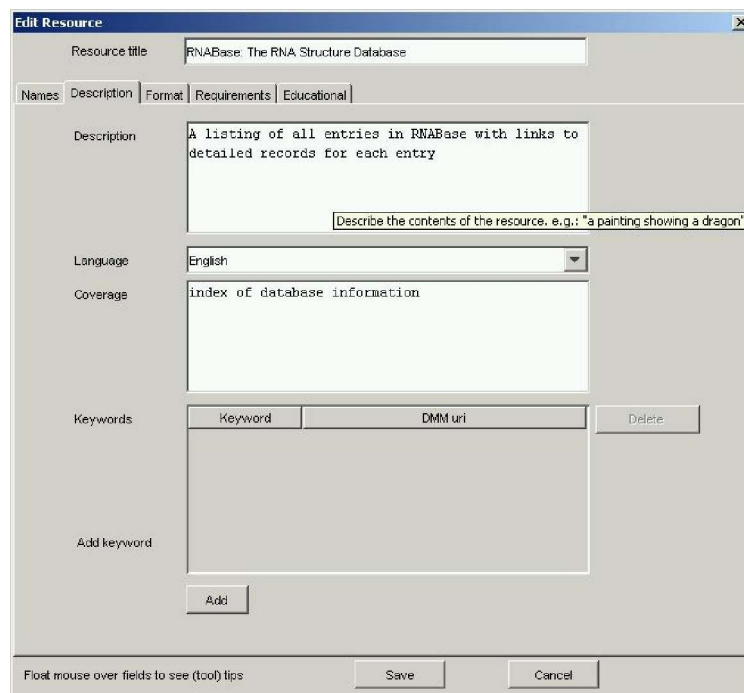 Edit Resource
Resource title RNABase: The RNA Structure Database
Names Description Format Requirements Educational
Description A listing of all entries in RNABase with links to
detailed records for each entry
Describe the contents of the resource. e.g.: "a painting showing a dragon"
Language English
Coverage index of database information
Keywords Keyword DMM uri Delete
Add keyword
Add
Float mouse over fields to see (tool) tips Save Cancel